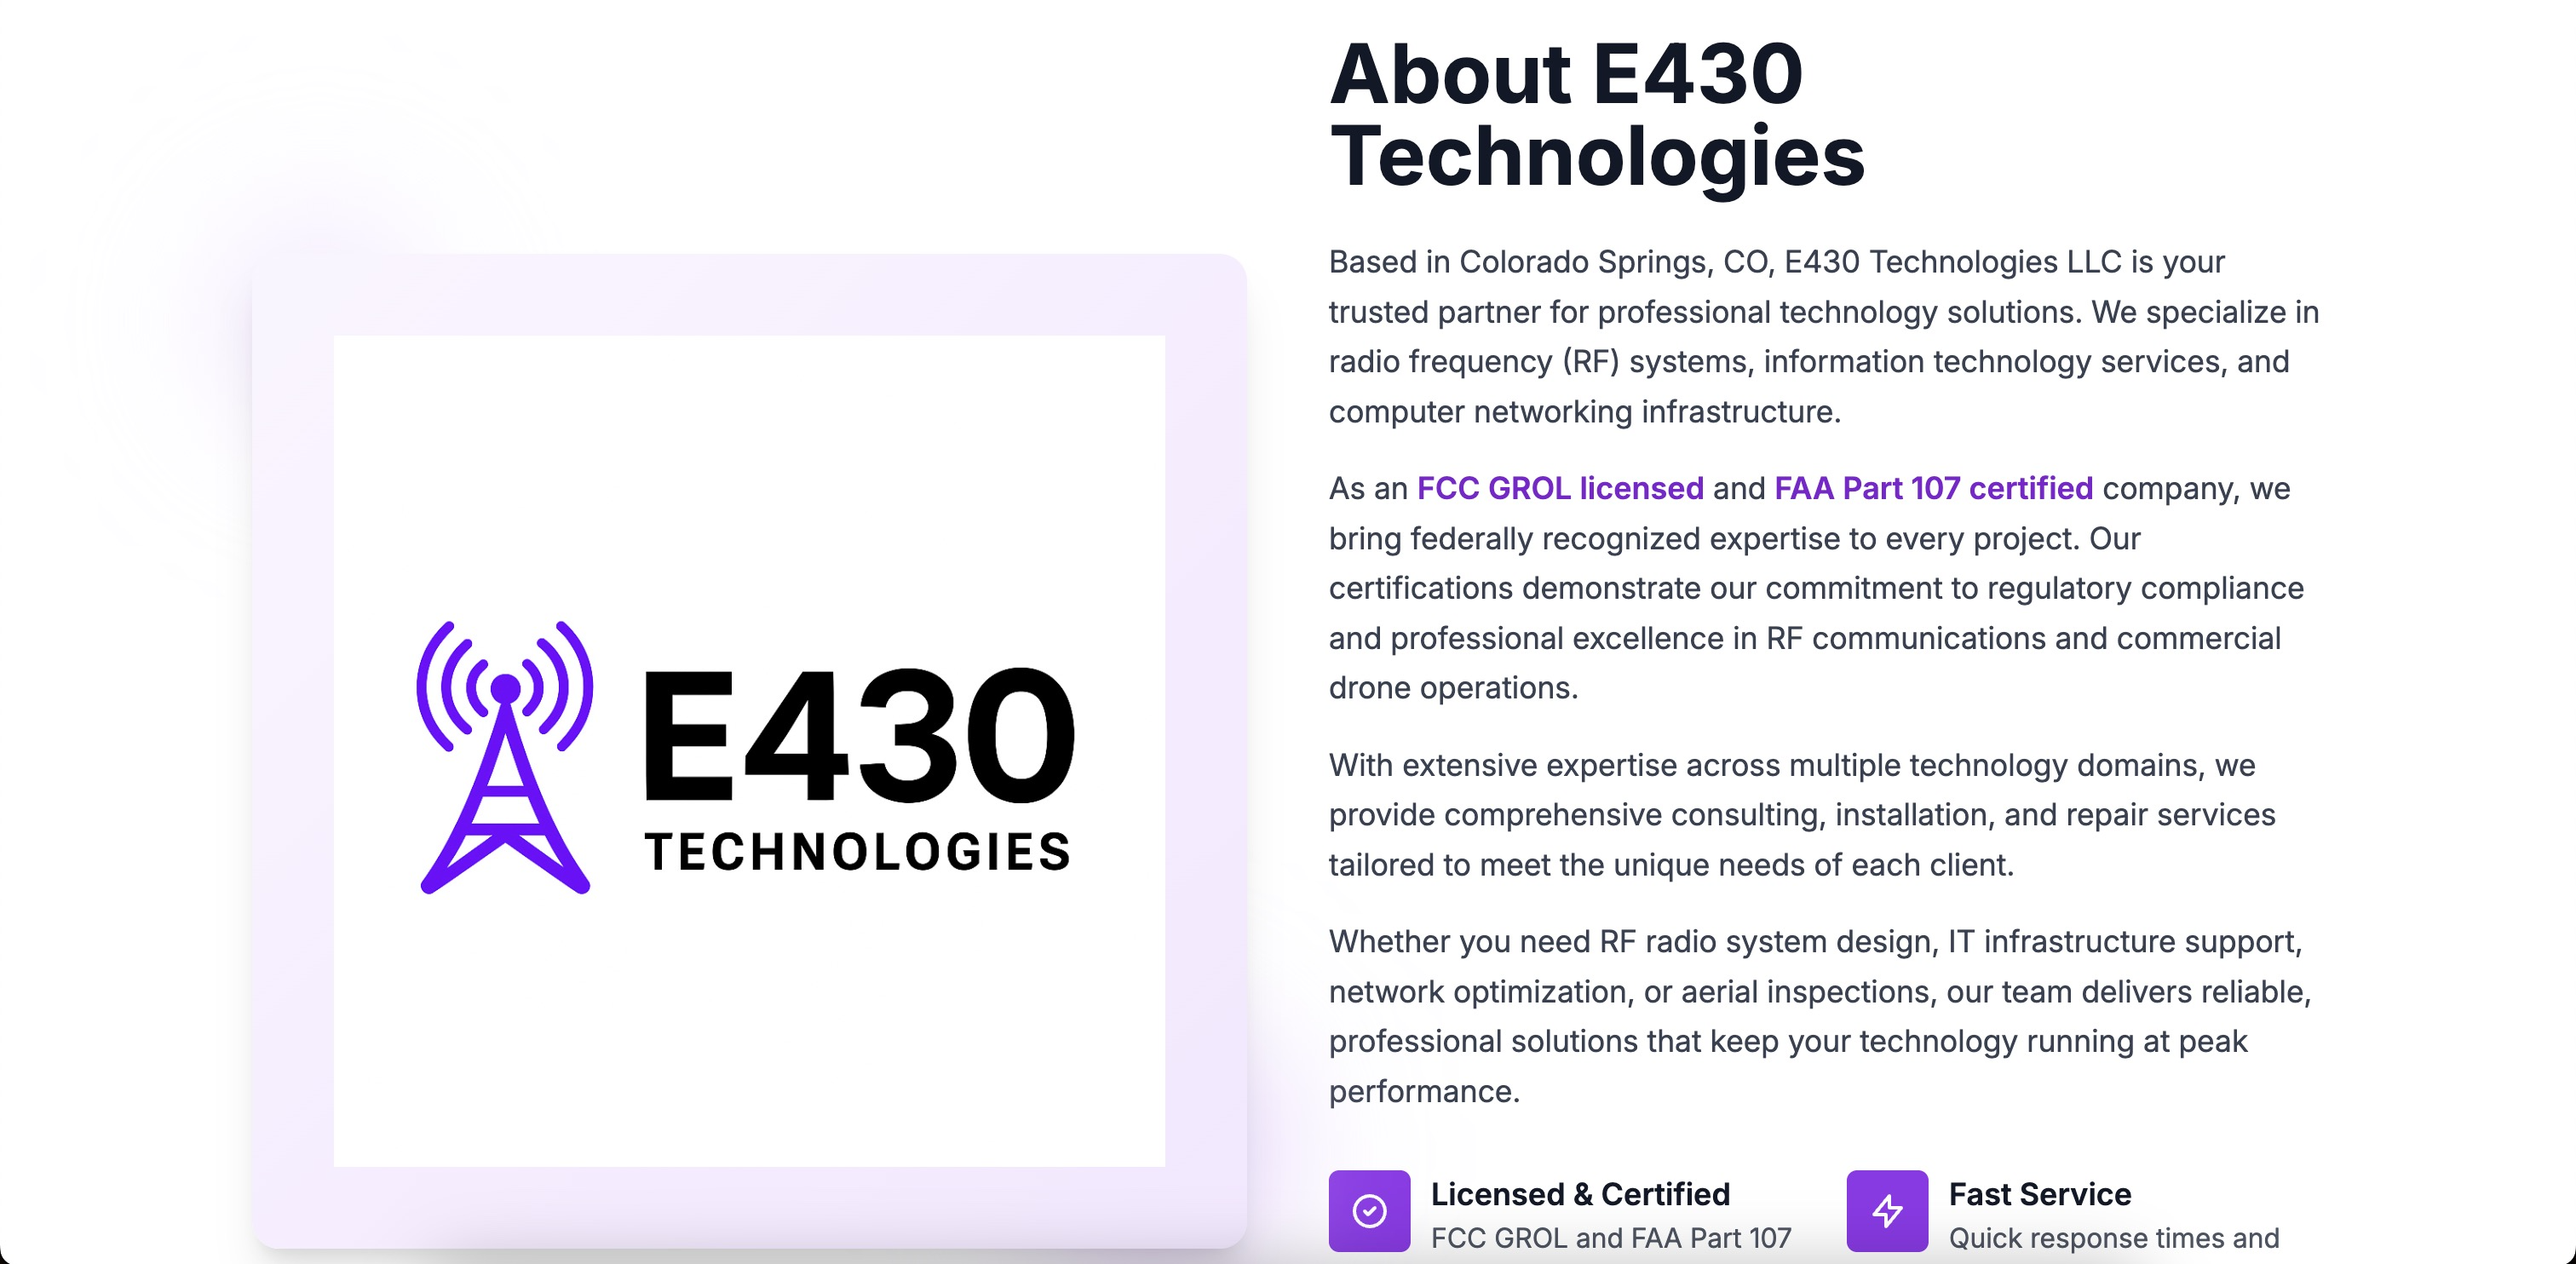 About E430
Technologies
Based in Colorado Springs, CO, E430 Technologies LLC is your
trusted partner for professional technology solutions. We specialize in
radio frequency (RF) systems, information technology services, and
computer networking infrastructure.
As an FCC GROL licensed and FAA Part 107 certified company, we
bring federally recognized expertise to every project. Our
certifications demonstrate our commitment to regulatory compliance
and professional excellence in RF communications and commercial
drone operations.
With extensive expertise across multiple technology domains, we
provide comprehensive consulting, installation, and repair services
tailored to meet the unique needs of each client.
Whether you need RF radio system design, IT infrastructure support,
network optimization, or aerial inspections, our team delivers reliable,
professional solutions that keep your technology running at peak
performance.
E430
TECHNOLOGIES
Licensed & Certified
FCC GROL and FAA Part 107
Fast Service
Quick response times and